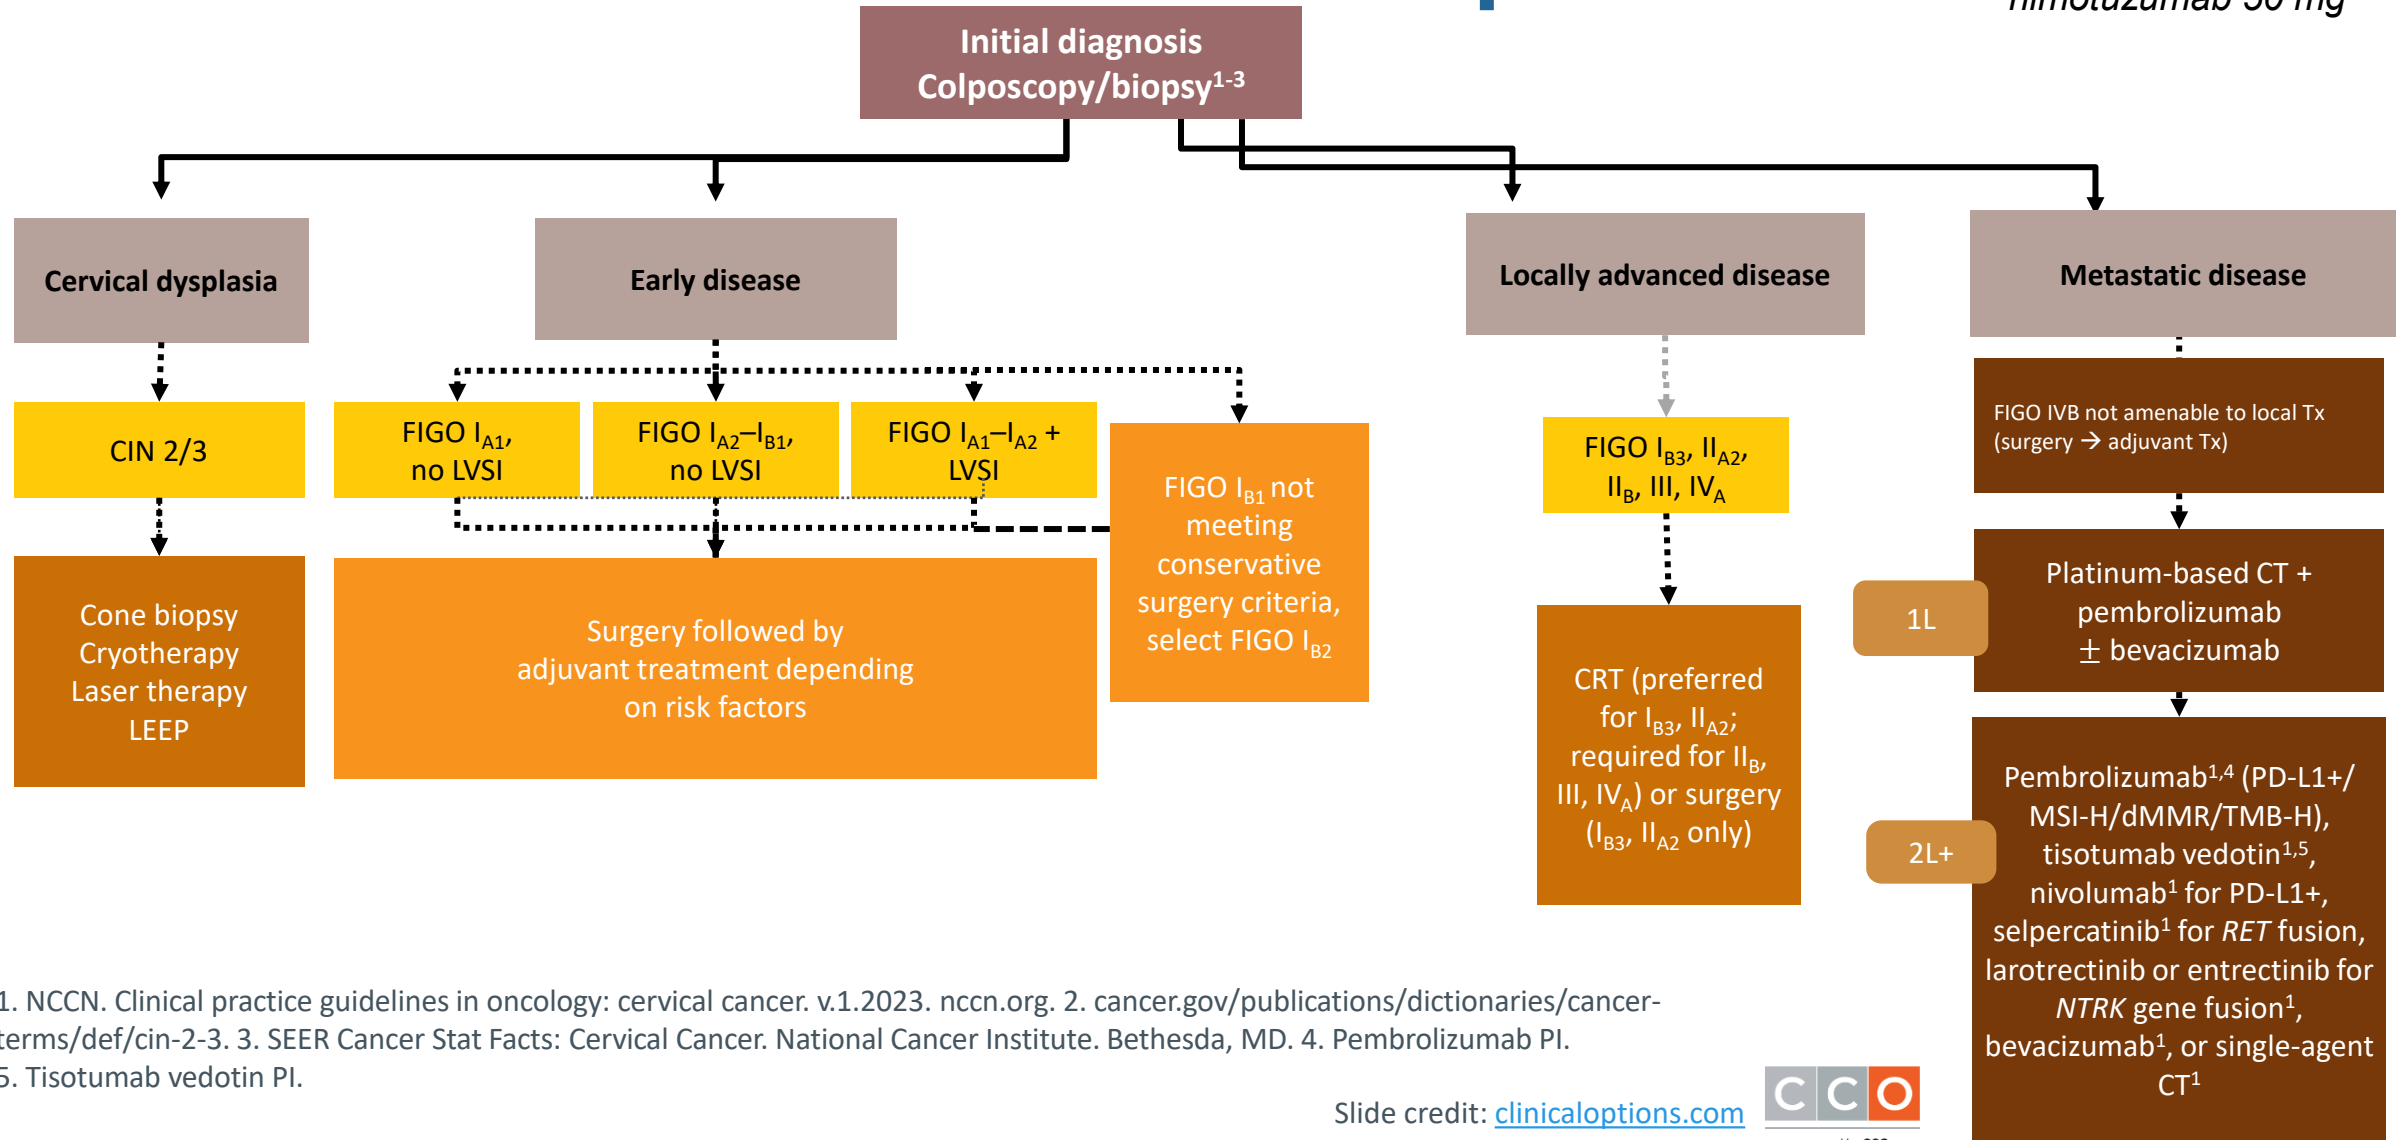 nimotuzumab 50 mg
Initial diagnosis
Colposcopy/biopsy1-3
Cervical dysplasia
Early disease
Locally advanced disease
Metastatic disease
CIN 2/3
FIGO IA1,
no LVSI
FIGO IA2–IB1,
no LVSI
FIGO IA1–IA2 +
LVSI
FIGO IB1 not
meeting
conservative
surgery criteria,
select FIGO IB2
FIGO IB3, IIA2,
IIB, III, IVA
FIGO IVB not amenable to local Tx
(surgery → adjuvant Tx)
Cone biopsy
Cryotherapy
Laser therapy
LEEP
Surgery followed by
adjuvant treatment depending
on risk factors
CRT (preferred
for IB3, IIA2;
required for IIB,
III, IVA) or surgery
(IB3, IIA2 only)
1L
Platinum-based CT +
pembrolizumab
± bevacizumab
2L+
Pembrolizumab1,4 (PD-L1+/
MSI-H/dMMR/TMB-H),
tisotumab vedotin1,5,
nivolumab1 for PD-L1+,
selpercatinib1 for RET fusion,
larotrectinib or entrectinib for
NTRK gene fusion1,
bevacizumab1, or single-agent
CT1
1. NCCN. Clinical practice guidelines in oncology: cervical cancer. v.1.2023. nccn.org. 2. cancer.gov/publications/dictionaries/cancer-
terms/def/cin-2-3. 3. SEER Cancer Stat Facts: Cervical Cancer. National Cancer Institute. Bethesda, MD. 4. Pembrolizumab PI.
5. Tisotumab vedotin PI.
Slide credit: clinicaloptions.com
CCO